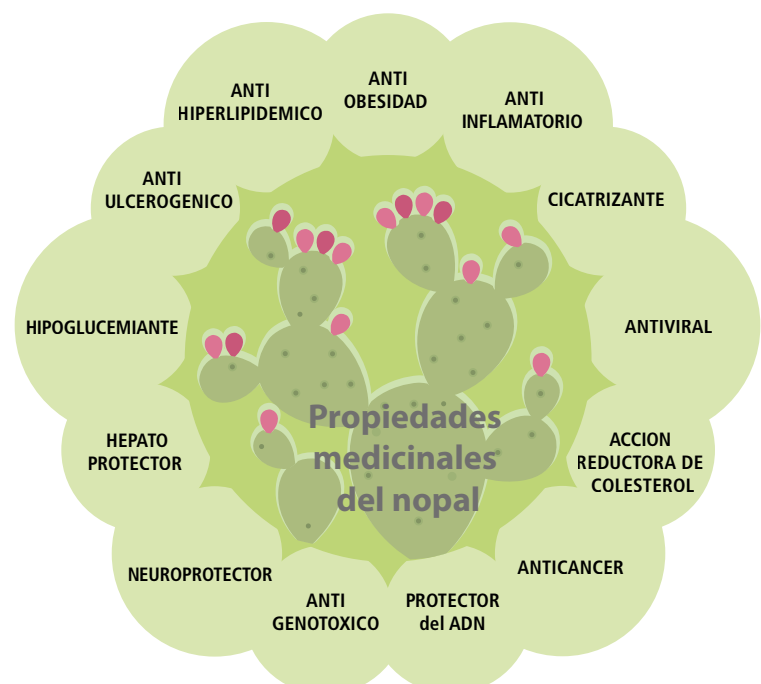 ANTI
OBESIDAD
ANTI
INFLAMATORIO
CICATRIZANTE
ANTIVIRAL
ACCION
REDUCTORA DE
COLESTEROL
ANTICANCER
PROTECTOR
del ADN
ANTI
GENOTOXICO
NEUROPROTECTOR
HEPATO
PROTECTOR
HIPOGLUCEMIANTE
ANTI
ULCEROGENICO
ANTI
HIPERLIPIDEMICO
Propiedades
medicinales
del nopal